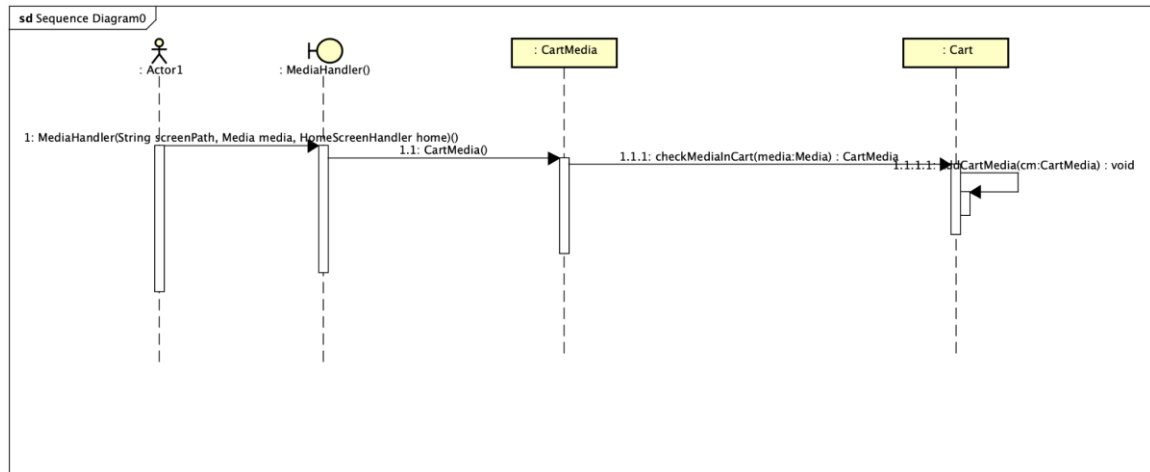 sd Sequence Diagram0
: Actor1
: MediaHandler()
: CartMedia
: Cart
1: MediaHandler(String screenPath, Media media, HomeScreenHandler home)()
1.1: CartMedia()
1.1.1: checkMediaInCart(media:Media) : CartMedia
1.1.1.1: addCartMedia(cm:CartMedia) : void